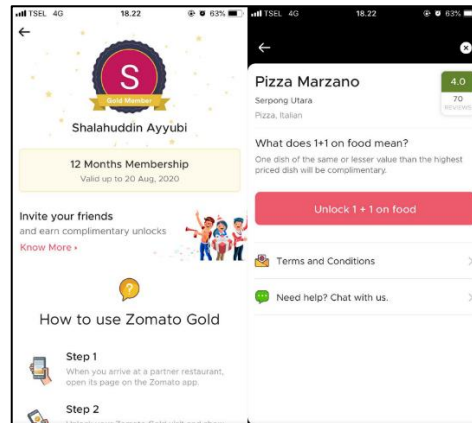 TSEL 4G 18.22 63%
S
Gold Member
Shalahuddin Ayyubi
12 Months Membership
Valid up to 20 Aug, 2020
Invite your friends
and earn complimentary unlocks
Know More
How to use Zomato Gold
Step 1
When you arrive at a partner restaurant,
open its page on the Zomato app.
Step 2
TSEL 4G 18.22 63%
Pizza Marzano
4.0
Serpong Utara
70
REVIEWS
Pizza, Italian
What does 1+1 on food mean?
One dish of the same or lesser value than the highest
priced dish will be complimentary.
Unlock 1 + 1 on food
Terms and Conditions
Need help? Chat with us.